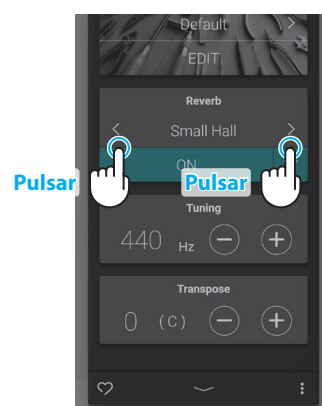 Default
EDIT
Reverb
Small Hall
ON
Pulsar
Pulsar
Tuning
440 Hz
Transpose
0 (C)